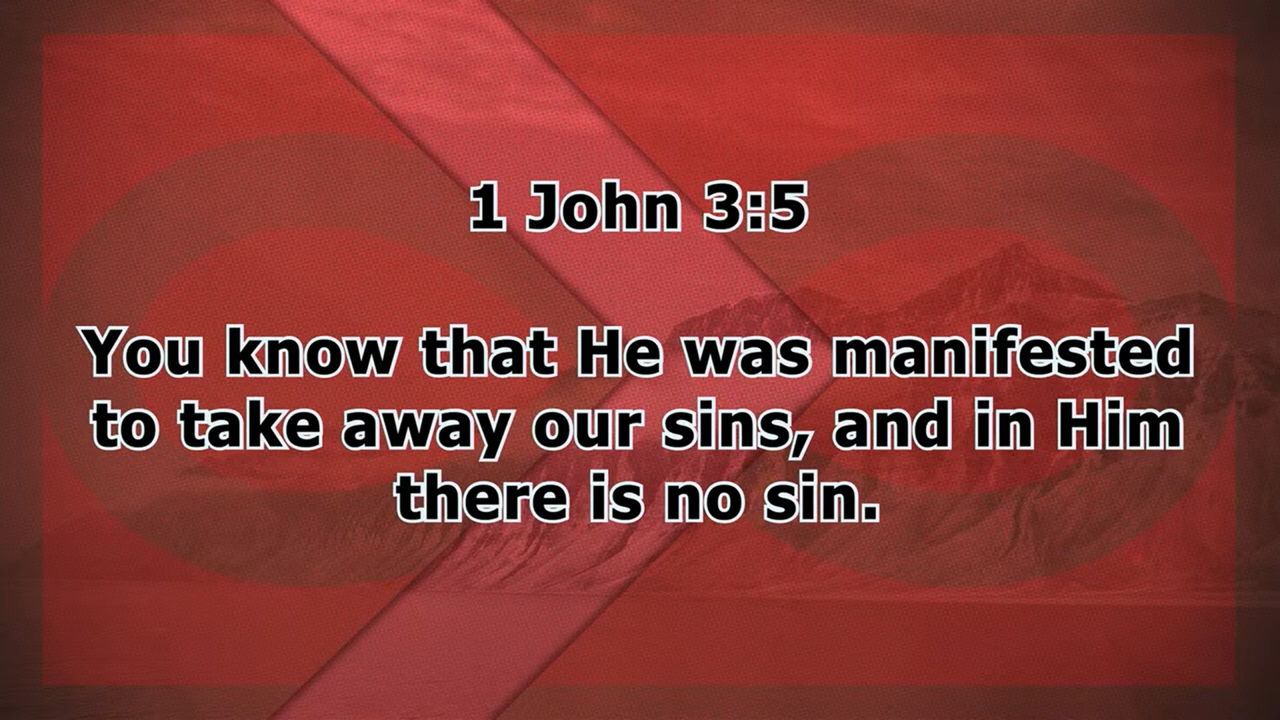 1 John 3:5
You know that He was manifested
to take away our sins, and in Him
there is no sin.